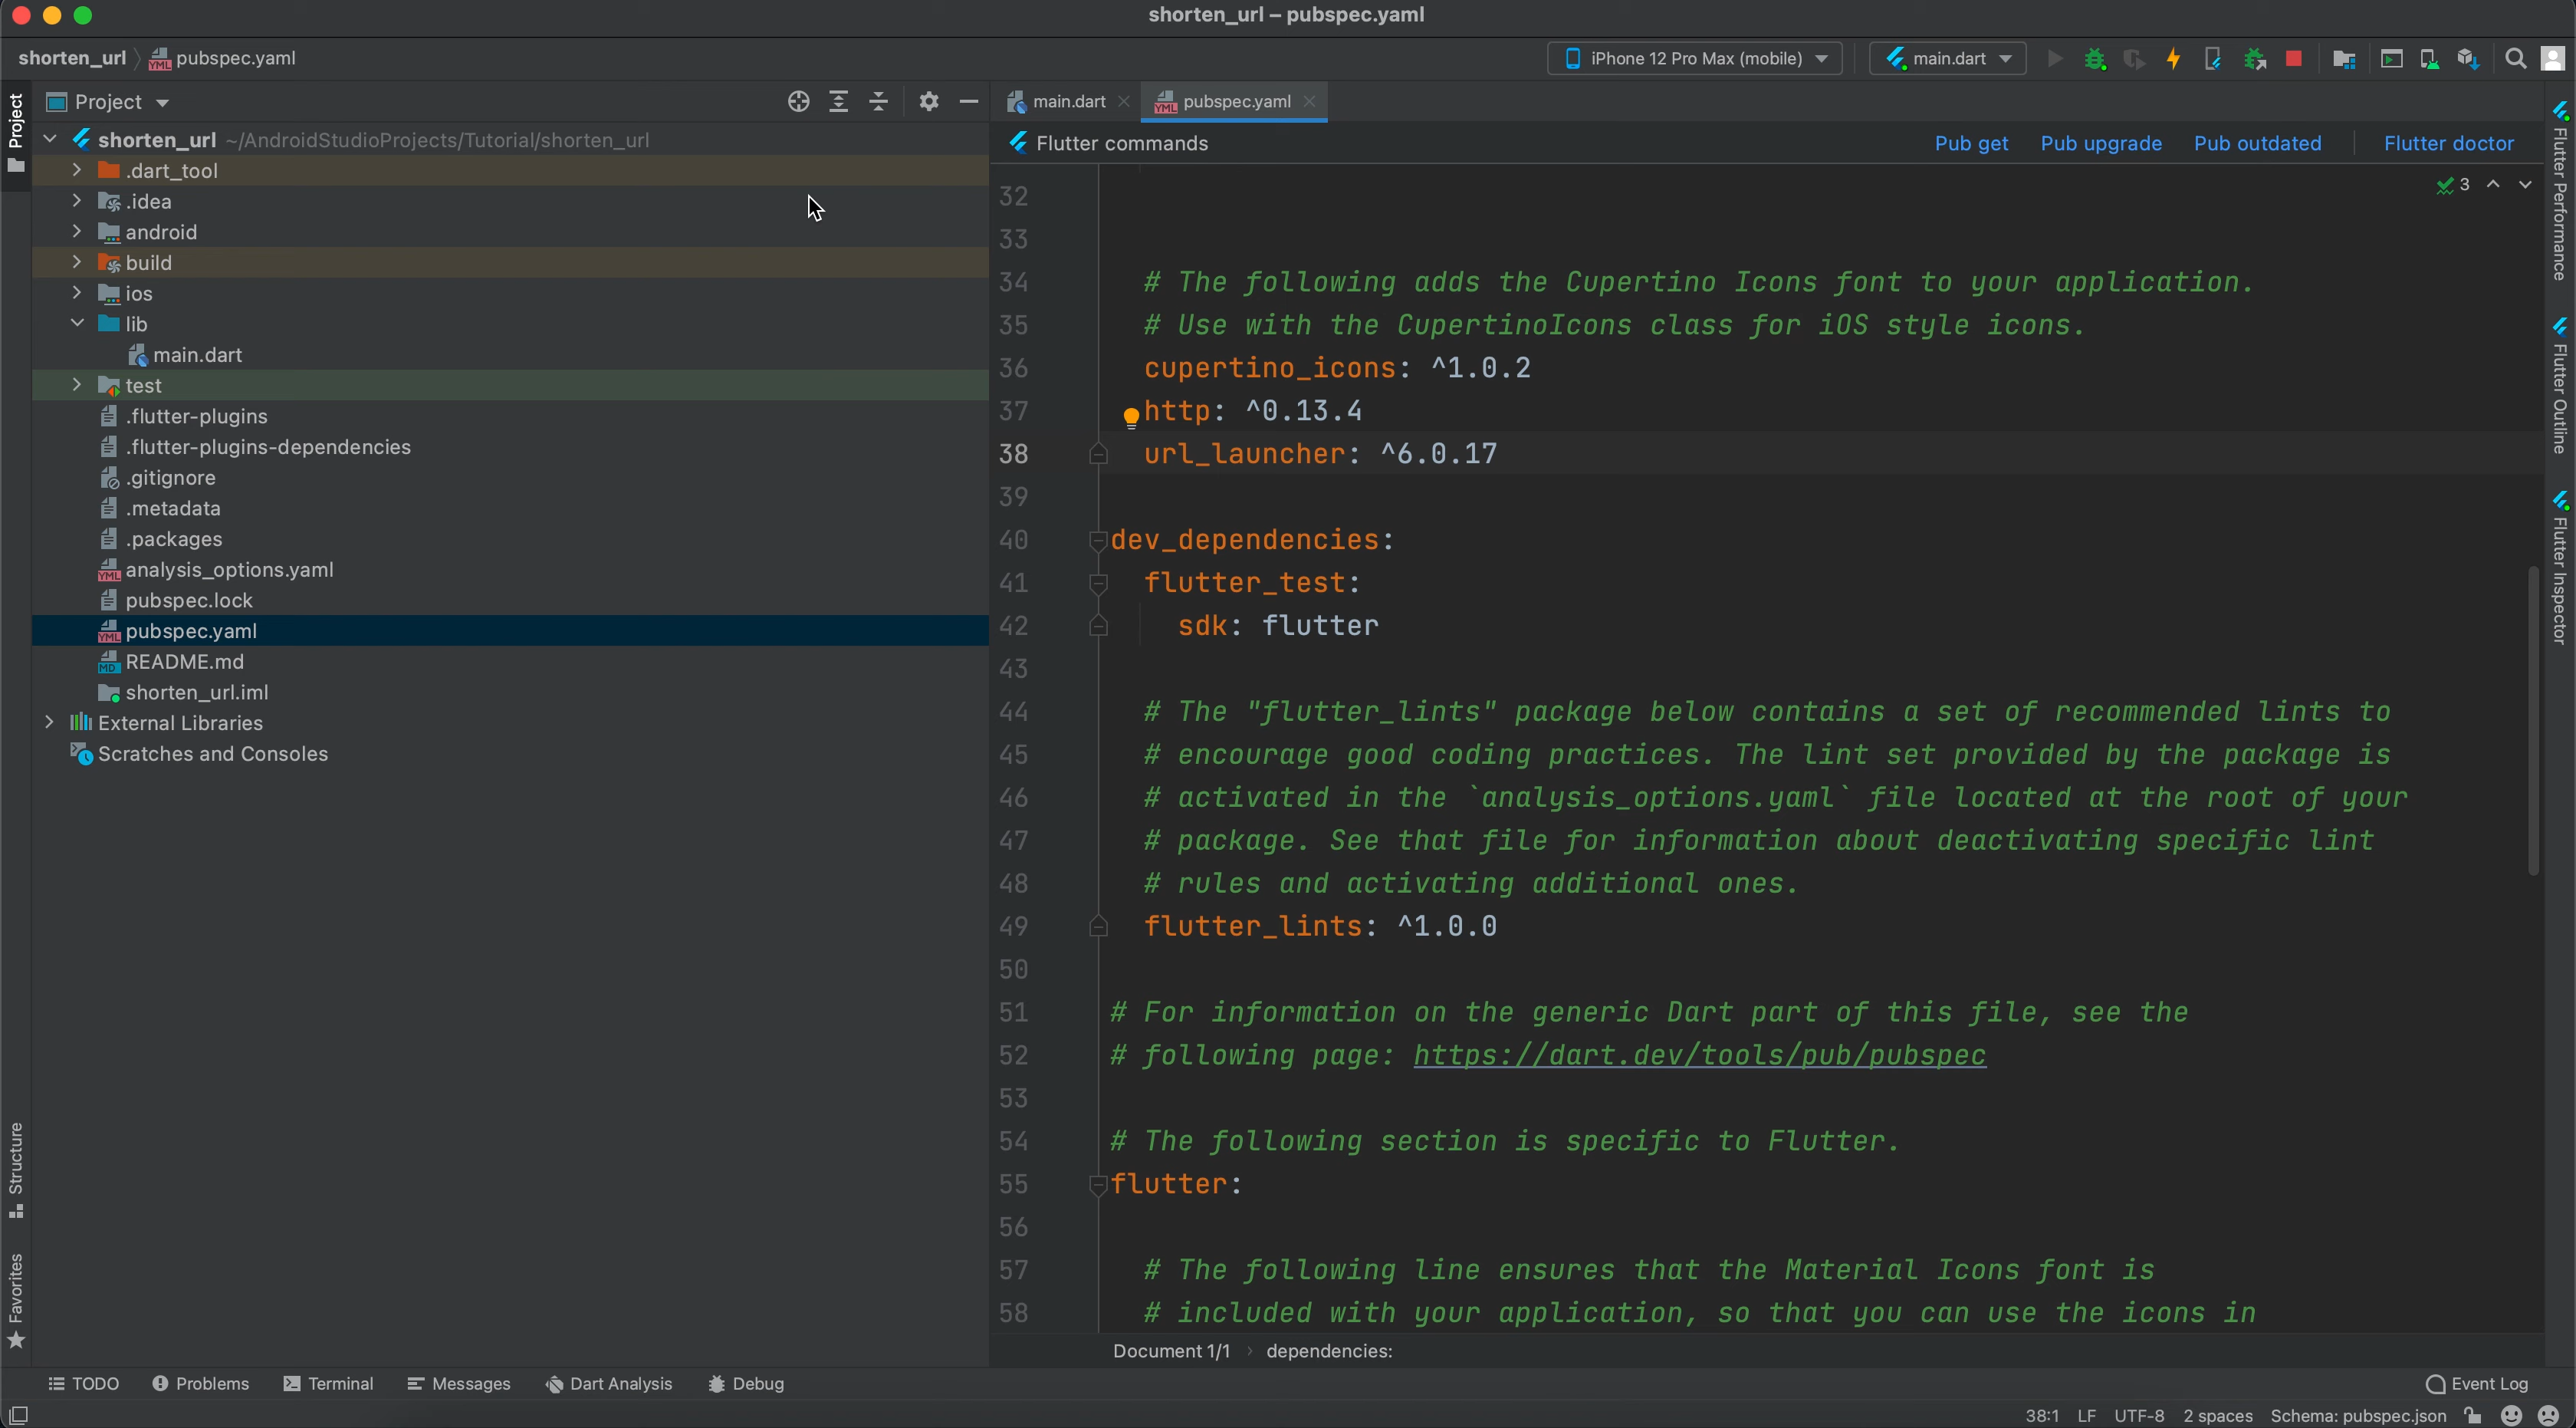 shorten_url – pubspec.yaml
shorten_url
pubspec.yaml
iPhone 12 Pro Max (mobile)
main.dart
Project
Project
main.dart
pubspec.yaml
shorten_url ~/AndroidStudioProjects/Tutorial/shorten_url
Flutter commands
Pub get
Pub upgrade
Pub outdated
Flutter doctor
.dart_tool
.idea
android
build
ios
lib
main.dart
test
.flutter-plugins
.flutter-plugins-dependencies
.gitignore
.metadata
.packages
analysis_options.yaml
pubspec.lock
pubspec.yaml
README.md
shorten_url.iml
External Libraries
Scratches and Consoles
3
32
33
34 # The following adds the Cupertino Icons font to your application.
35 # Use with the CupertinoIcons class for iOS style icons.
36 cupertino_icons: ^1.0.2
37 http: ^0.13.4
38 url_launcher: ^6.0.17
39
40 dev_dependencies:
41 flutter_test:
42 sdk: flutter
43
44 # The "flutter_lints" package below contains a set of recommended lints to
45 # encourage good coding practices. The lint set provided by the package is
46 # activated in the `analysis_options.yaml` file located at the root of your
47 # package. See that file for information about deactivating specific lint
48 # rules and activating additional ones.
49 flutter_lints: ^1.0.0
50
51 # For information on the generic Dart part of this file, see the
52 # following page: https://dart.dev/tools/pub/pubspec
53
54 # The following section is specific to Flutter.
55 flutter:
56
57 # The following line ensures that the Material Icons font is
58 # included with your application, so that you can use the icons in
Document 1/1 › dependencies:
Flutter Performance
Flutter Outline
Flutter Inspector
Structure
Favorites
TODO
Problems
Terminal
Messages
Dart Analysis
Debug
Event Log
38:1
LF
UTF-8
2 spaces
Schema: pubspec.json
YML
YML
YML
YML
MD